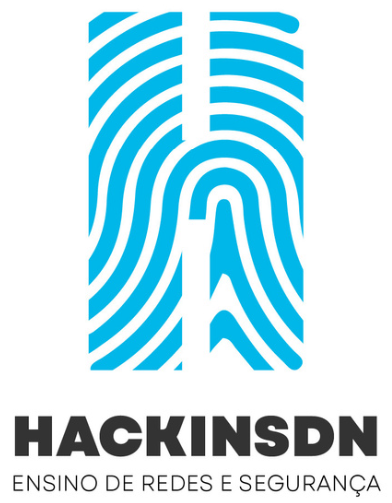 HACKINSDN
ENSINO DE REDES E SEGURANÇA